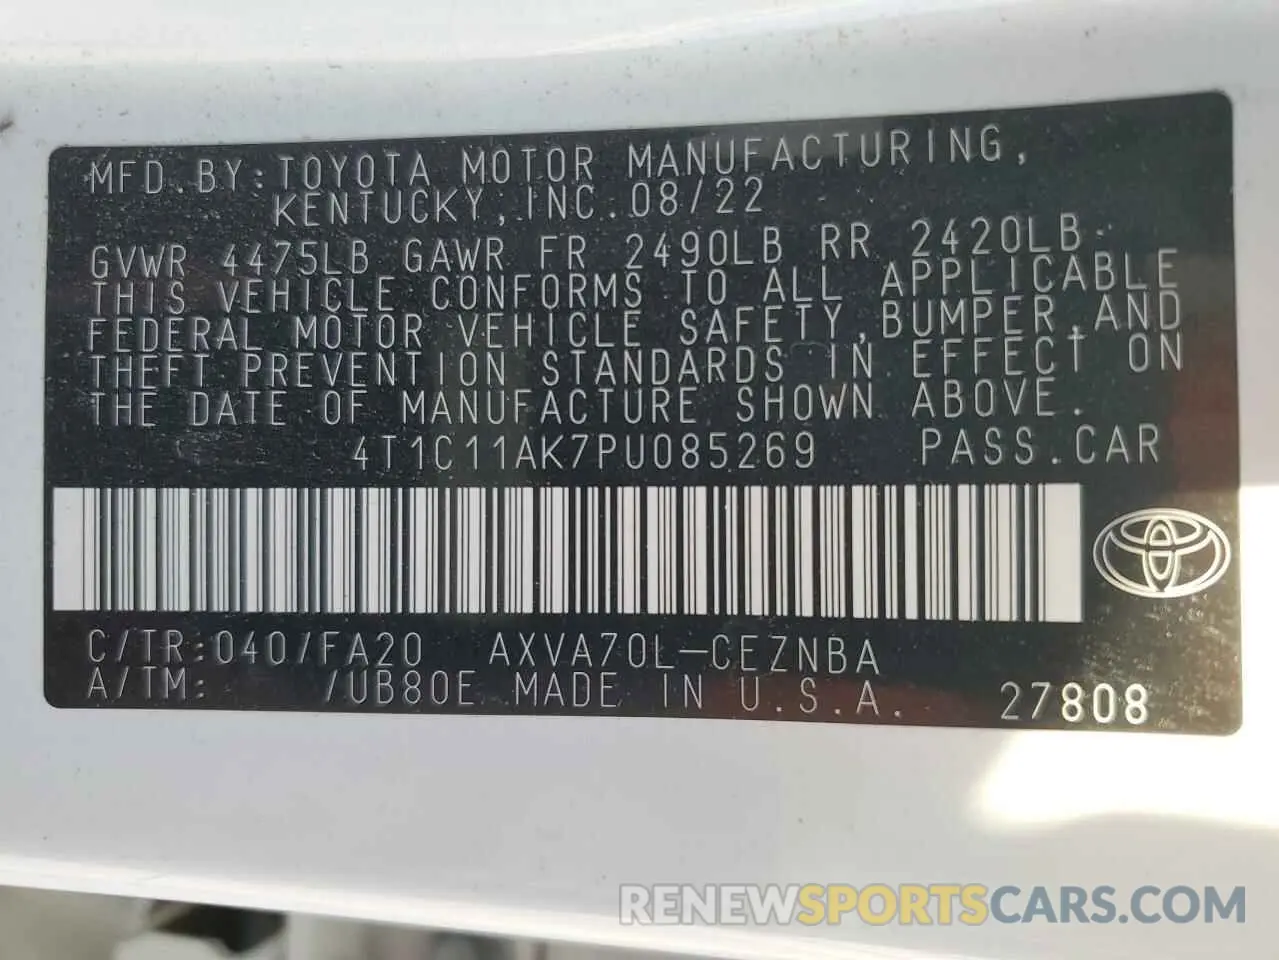 MFD.BY:TOYOTA MOTOR MANUFACTURING,
KENTUCKY,INC.08/22
GVWR 4475LB GAWR FR 2490LB RR 2420LB
THIS VEHICLE CONFORMS TO ALL APPLICABLE
FEDERAL MOTOR VEHICLE SAFETY,BUMPER,AND
THEFT PREVENTION STANDARDS IN EFFECT ON
THE DATE OF MANUFACTURE SHOWN ABOVE.
4T1C11AK7PU085269 PASS.CAR
C/TR:040/FA20 AXVA70L-CEZNBA
A/TM: /UB80E MADE IN U.S.A. 27808
RENEWSPORTSCARS.COM